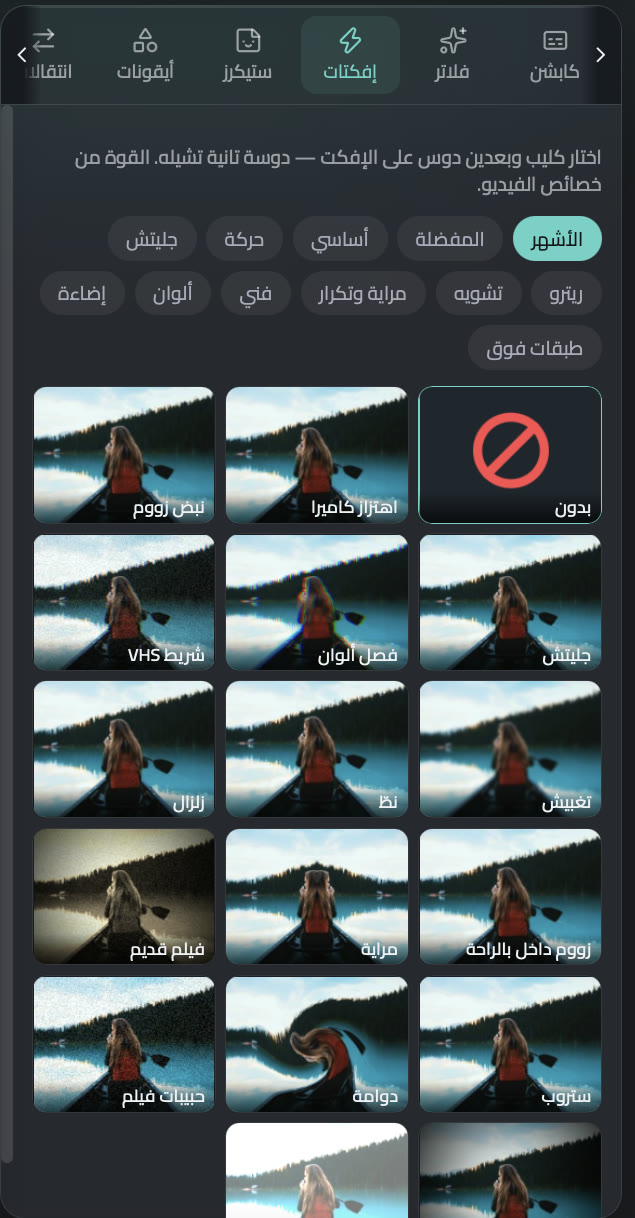 كابشن
فلاتر
إفكتات
ستيكرز
أيقونات
اختار كليب وبعدين دوس على الإفكت — دوسة تانية تشيله. القوة من
خصائص الفيديو.
الأشهر المفضلة أساسي حركة جليتش
ريترو تشويه مراية وتكرار فني ألوان إضاءة
طبقات فوق
بدون
اهتزاز كاميرا
نبض زووم
جليتش
فصل ألوان
شريط VHS
تغبيش
نطّ
زلزال
زووم داخل بالراحة
مراية
فيلم قديم
ستروب
دوامة
حبيبات فيلم